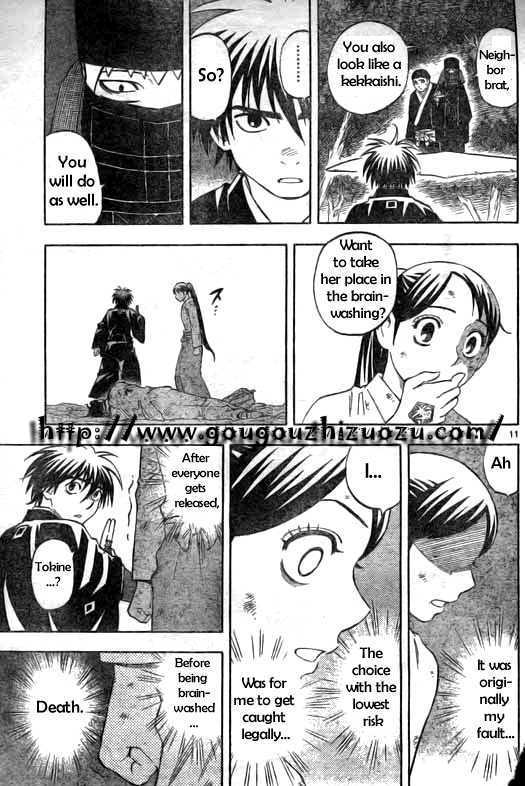 Neigh-
bor
brat,
You also
look like a
kekkaishi.
.........
So?
You
will do
as well.
Want
to take
her place
in the
brain-
washing?
ス
h**p://www.gougouzhizuozu.com/
11
Ah
It was
origi-
nally
my
fault...
I...
The
choice
with the
lowest
risk
Was for
me to get
caught
legally...
After
everyone
gets
released,
Tokine
...?
Before
being
brain-
washed
...
Death.